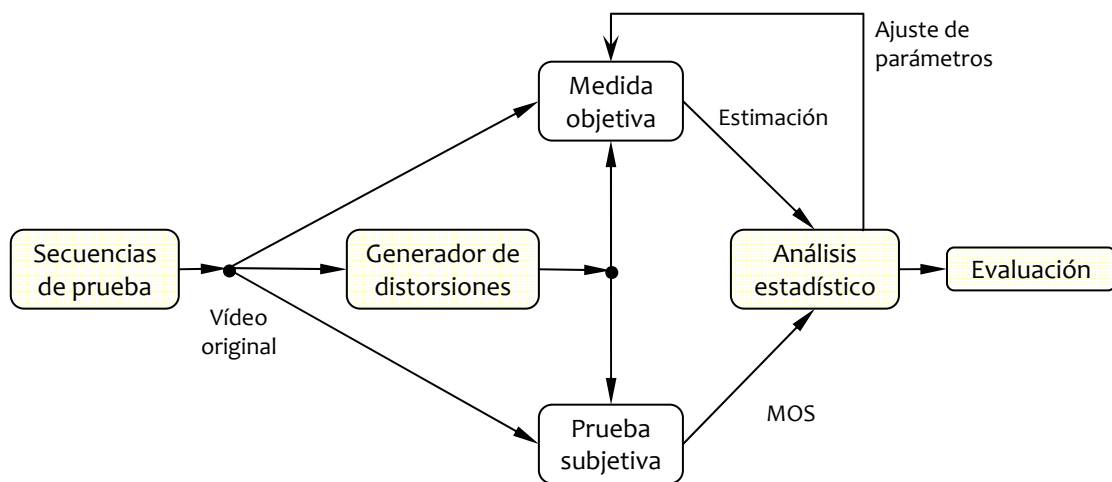 Ajuste de
parámetros
Medida
objetiva
Estimación
Secuencias
de prueba
Generador de
distorsiones
Análisis
estadístico
Evaluación
Vídeo
original
MOS
Prueba
subjetiva